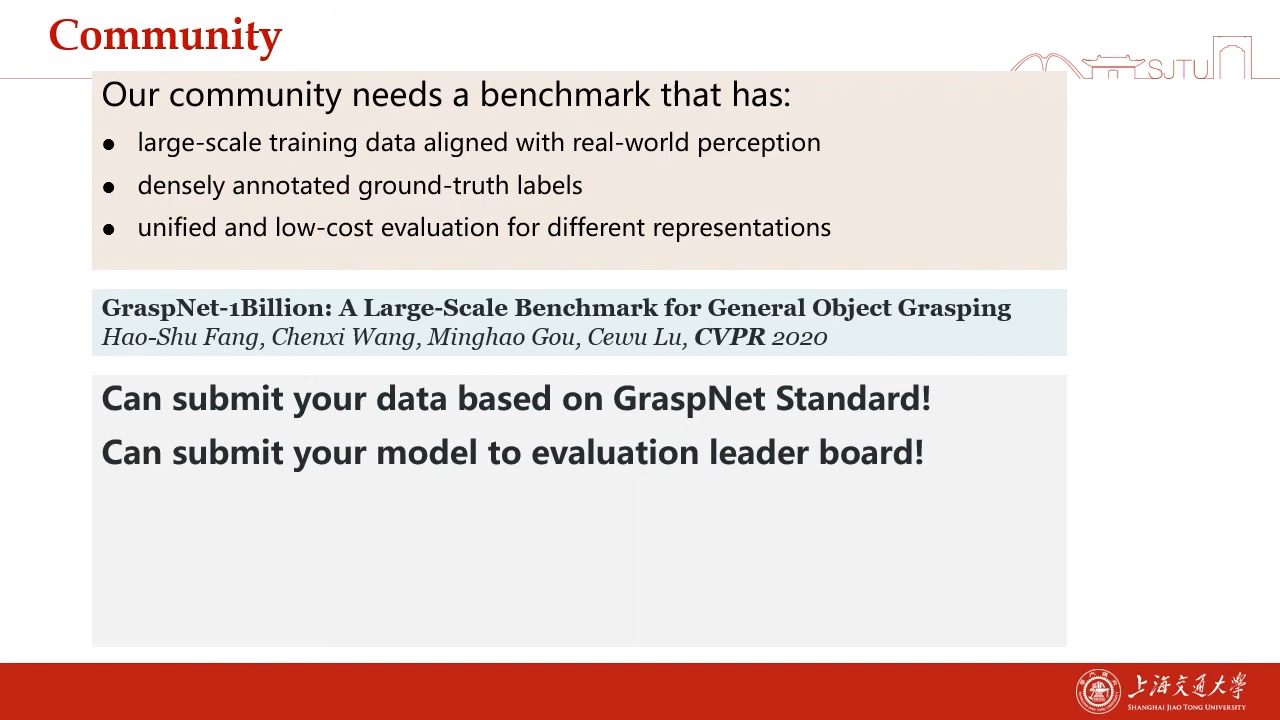 Community
SJTU
Our community needs a benchmark that has:
● large-scale training data aligned with real-world perception
● densely annotated ground-truth labels
● unified and low-cost evaluation for different representations
GraspNet-1Billion: A Large-Scale Benchmark for General Object Grasping
Hao-Shu Fang, Chenxi Wang, Minghao Gou, Cewu Lu, CVPR 2020
Can submit your data based on GraspNet Standard!
Can submit your model to evaluation leader board!
上海交通大学
SHANGHAI JIAO TONG UNIVERSITY